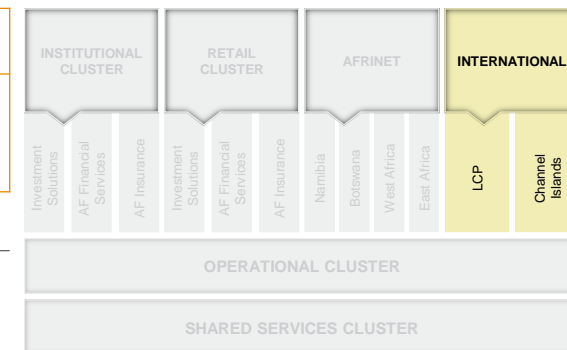 INSTITUTIONAL
CLUSTER
RETAIL
CLUSTER
AFRINET
INTERNATIONAL
Investment
Solutions
AF Financial
Services
AF Insurance
Investment
Solutions
AF Financial
Services
AF Insurance
Namibia
Botswana
West Africa
East Africa
LCP
Channel
Islands
OPERATIONAL CLUSTER
SHARED SERVICES CLUSTER